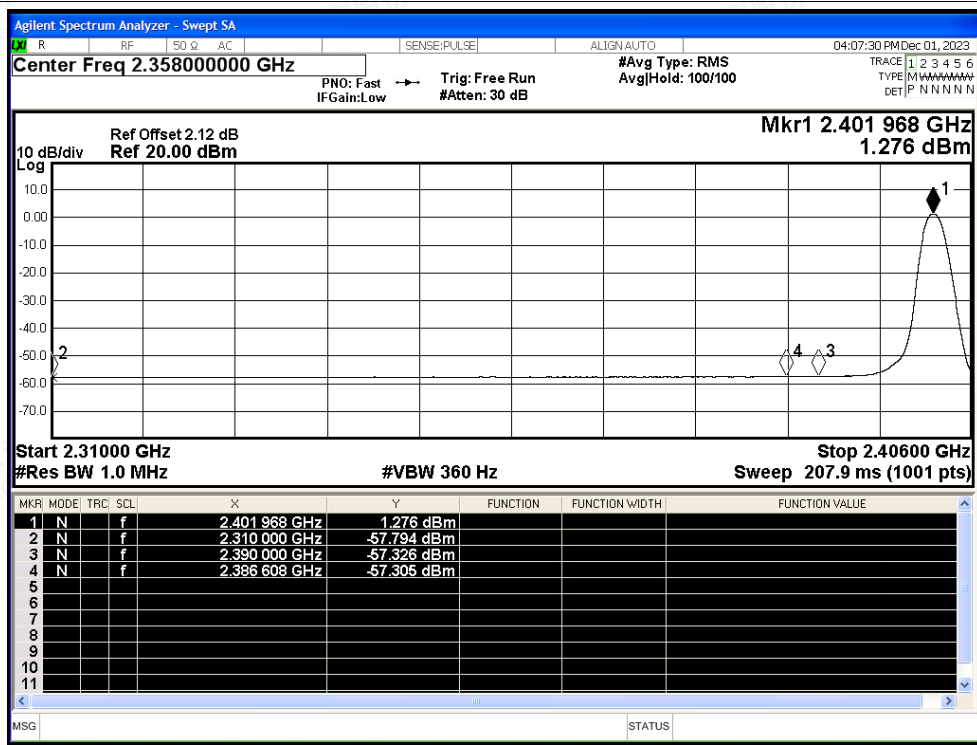 Agilent Spectrum Analyzer - Swept SA
LXI R RF 50 Ω AC SENSE:PULSE ALIGN AUTO 04:07:30 PM Dec 01, 2023
Center Freq 2.358000000 GHz
PNO: Fast
IFGain:Low
Trig: Free Run
#Atten: 30 dB
#Avg Type: RMS
Avg|Hold: 100/100
TRACE 1 2 3 4 5 6
TYPE MWWWWW
DET P N N N N N
Ref Offset 2.12 dB
10 dB/div Ref 20.00 dBm
Log
Mkr1 2.401 968 GHz
1.276 dBm
10.0
0.00
-10.0
-20.0
-30.0
-40.0
-50.0
-60.0
-70.0
1
2
4
3
Start 2.31000 GHz Stop 2.40600 GHz
#Res BW 1.0 MHz #VBW 360 Hz Sweep 207.9 ms (1001 pts)
MKR MODE TRC SCL X Y FUNCTION FUNCTION WIDTH FUNCTION VALUE
1 N f 2.401 968 GHz 1.276 dBm
2 N f 2.310 000 GHz -57.794 dBm
3 N f 2.390 000 GHz -57.326 dBm
4 N f 2.386 608 GHz -57.305 dBm
5
6
7
8
9
10
11
MSG STATUS